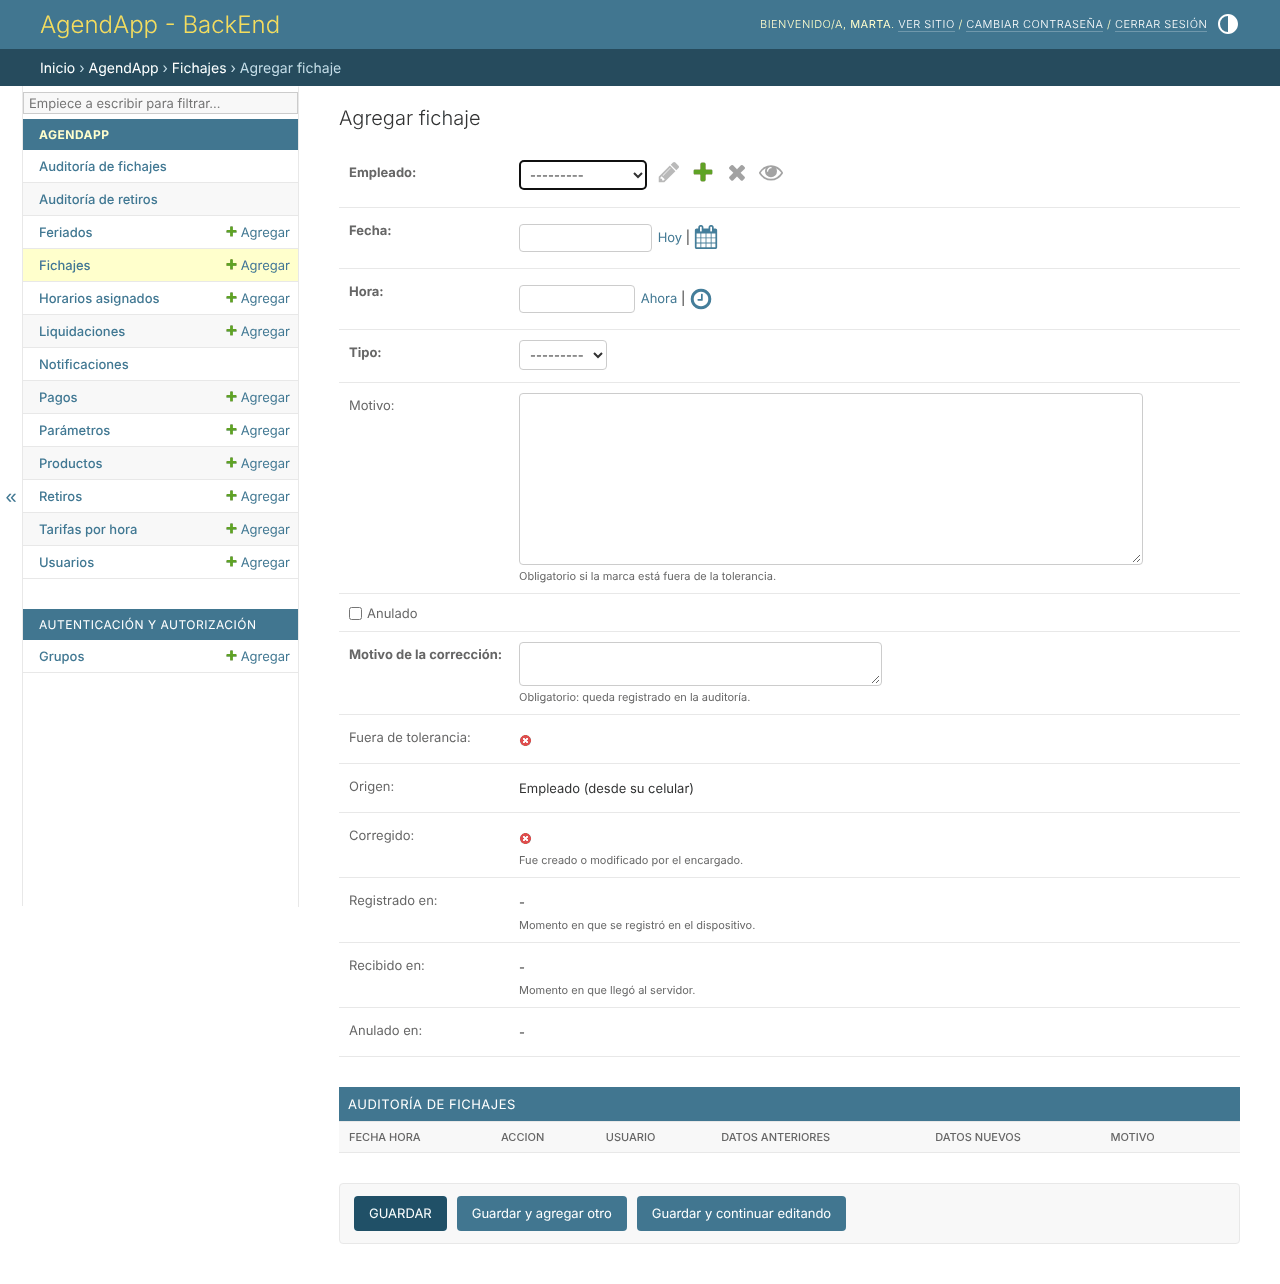 AgendApp - BackEnd
BIENVENIDO/A, MARTA. VER SITIO / CAMBIAR CONTRASEÑA / CERRAR SESIÓN
Inicio › AgendApp › Fichajes › Agregar fichaje
Empiece a escribir para filtrar...
AGENDAPP
Auditoría de fichajes
Auditoría de retiros
Feriados Agregar
Fichajes Agregar
Horarios asignados Agregar
Liquidaciones Agregar
Notificaciones
Pagos Agregar
Parámetros Agregar
Productos Agregar
Retiros Agregar
Tarifas por hora Agregar
Usuarios Agregar
AUTENTICACIÓN Y AUTORIZACIÓN
Grupos Agregar
«
Agregar fichaje
Empleado: ---------
Fecha: Hoy |
Hora: Ahora |
Tipo: ---------
Motivo:
Obligatorio si la marca está fuera de la tolerancia.
Anulado
Motivo de la corrección:
Obligatorio: queda registrado en la auditoría.
Fuera de tolerancia:
Origen: Empleado (desde su celular)
Corregido:
Fue creado o modificado por el encargado.
Registrado en: -
Momento en que se registró en el dispositivo.
Recibido en: -
Momento en que llegó al servidor.
Anulado en: -
AUDITORÍA DE FICHAJES
FECHA HORA ACCION USUARIO DATOS ANTERIORES DATOS NUEVOS MOTIVO
GUARDAR Guardar y agregar otro Guardar y continuar editando